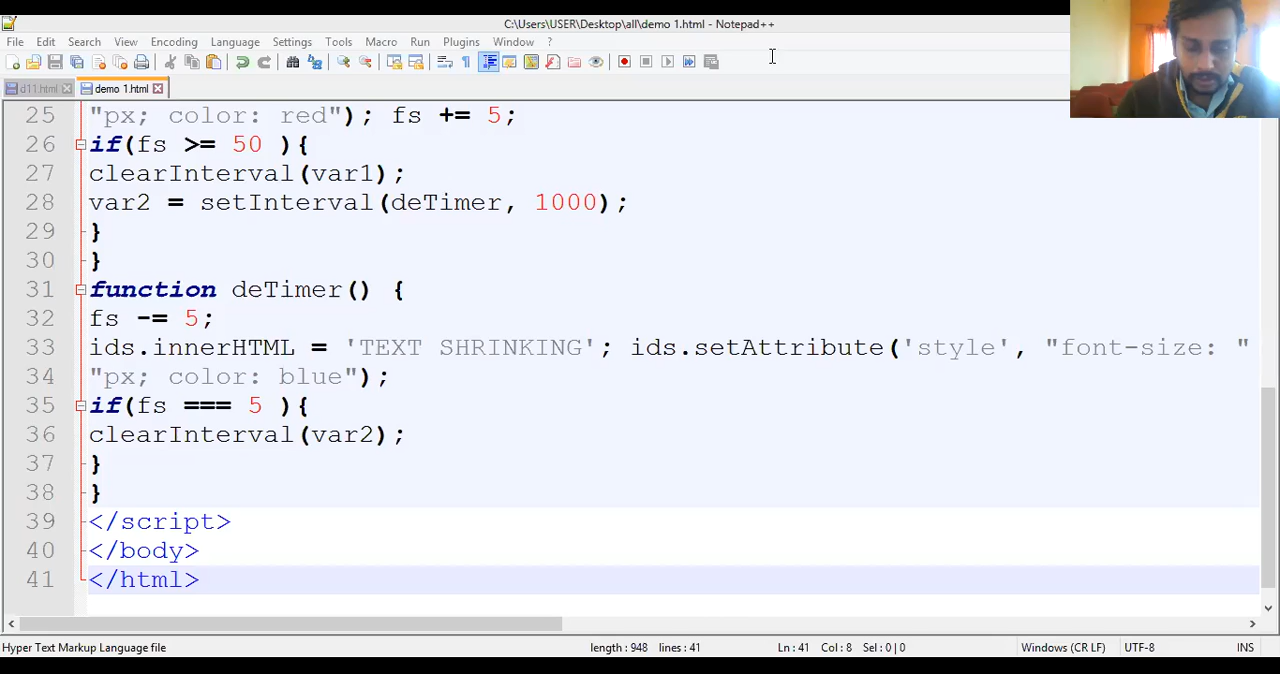 C:\Users\USER\Desktop\all\demo 1.html - Notepad++
File Edit Search View Encoding Language Settings Tools Macro Run Plugins Window ?
d11.html demo 1.html
25 "px; color: red"); fs += 5;
26 if(fs >= 50 ){
27 clearInterval(var1);
28 var2 = setInterval(deTimer, 1000);
29 }
30 }
31 function deTimer() {
32 fs -= 5;
33 ids.innerHTML = 'TEXT SHRINKING'; ids.setAttribute('style', "font-size: "
34 "px; color: blue");
35 if(fs === 5 ){
36 clearInterval(var2);
37 }
38 }
39 </script>
40 </body>
41 </html>
Hyper Text Markup Language file length : 948 lines : 41 Ln : 41 Col : 8 Sel : 0 | 0 Windows (CR LF) UTF-8 INS